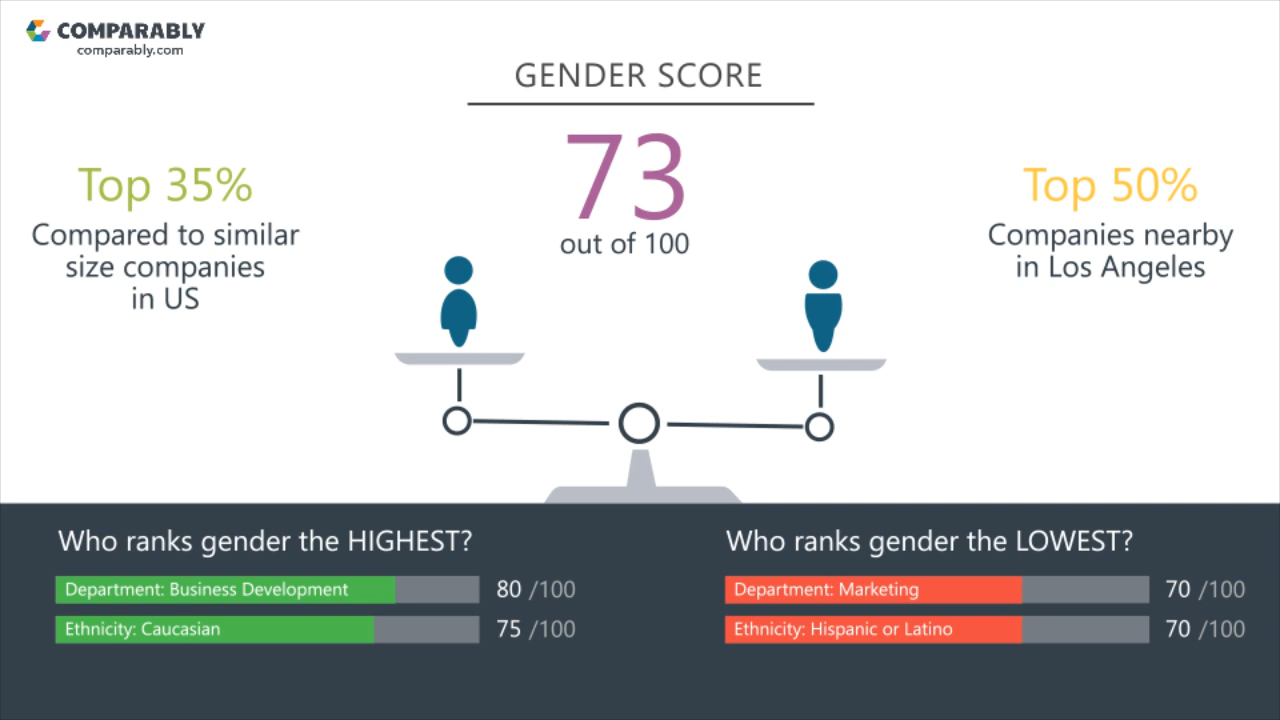 COMPARABLY
comparably.com
GENDER SCORE
73
out of 100
Top 35%
Compared to similar
size companies
in US
Top 50%
Companies nearby
in Los Angeles
Who ranks gender the HIGHEST?
Department: Business Development 80 /100
Ethnicity: Caucasian 75 /100
Who ranks gender the LOWEST?
Department: Marketing 70 /100
Ethnicity: Hispanic or Latino 70 /100